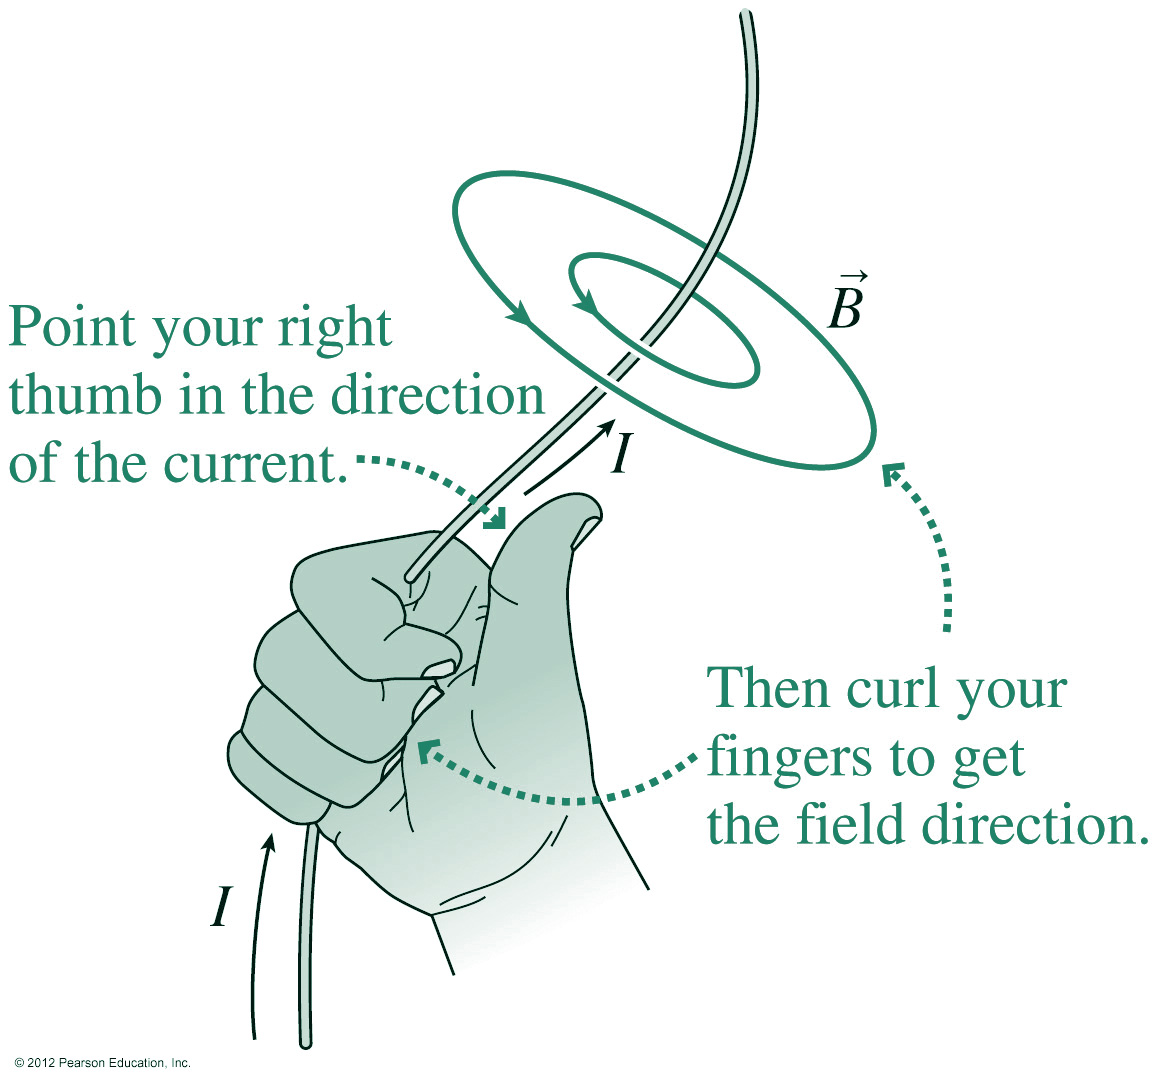 Point your right
thumb in the direction
of the current.
B
I
Then curl your
fingers to get
the field direction.
I
© 2012 Pearson Education, Inc.